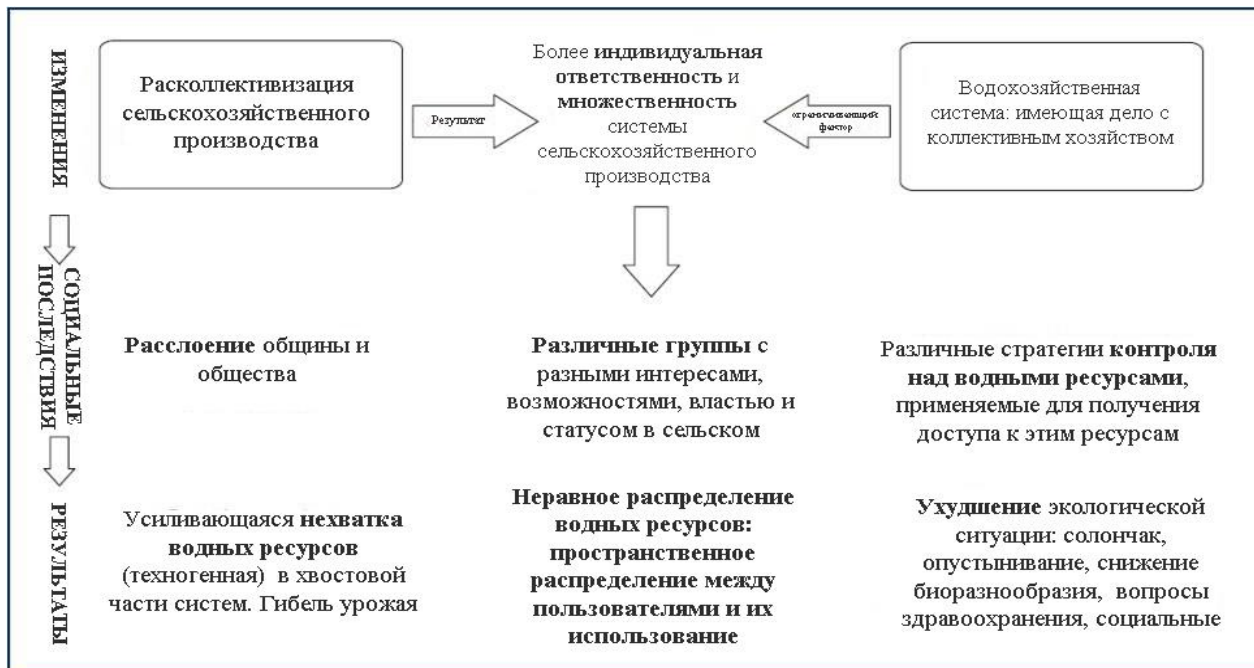 ИЗМЕНЕНИЯ
Расколлективизация
сельскохозяйственного
производства
Результат
Более индивидуальная
ответственность и
множественность
системы
сельскохозяйственного
производства
ограничивающий
фактор
Водохозяйственная
система: имеющая дело с
коллективным хозяйством
СОЦИАЛЬНЫЕ
ПОСЛЕДСТВИЯ
Расслоение общины и
общества
Различные группы с
разными интересами,
возможностями, властью и
статусом в сельском
Различные стратегии контроля
над водными ресурсами,
применяемые для получения
доступа к этим ресурсам
РЕЗУЛЬТАТЫ
Усиливающаяся нехватка
водных ресурсов
(техногенная) в хвостовой
части систем. Гибель урожая
Неравное распределение
водных ресурсов:
пространственное
распределение между
пользователями и их
использование
Ухудшение экологической
ситуации: солончак,
опустынивание, снижение
биоразнообразия, вопросы
здравоохранения, социальные